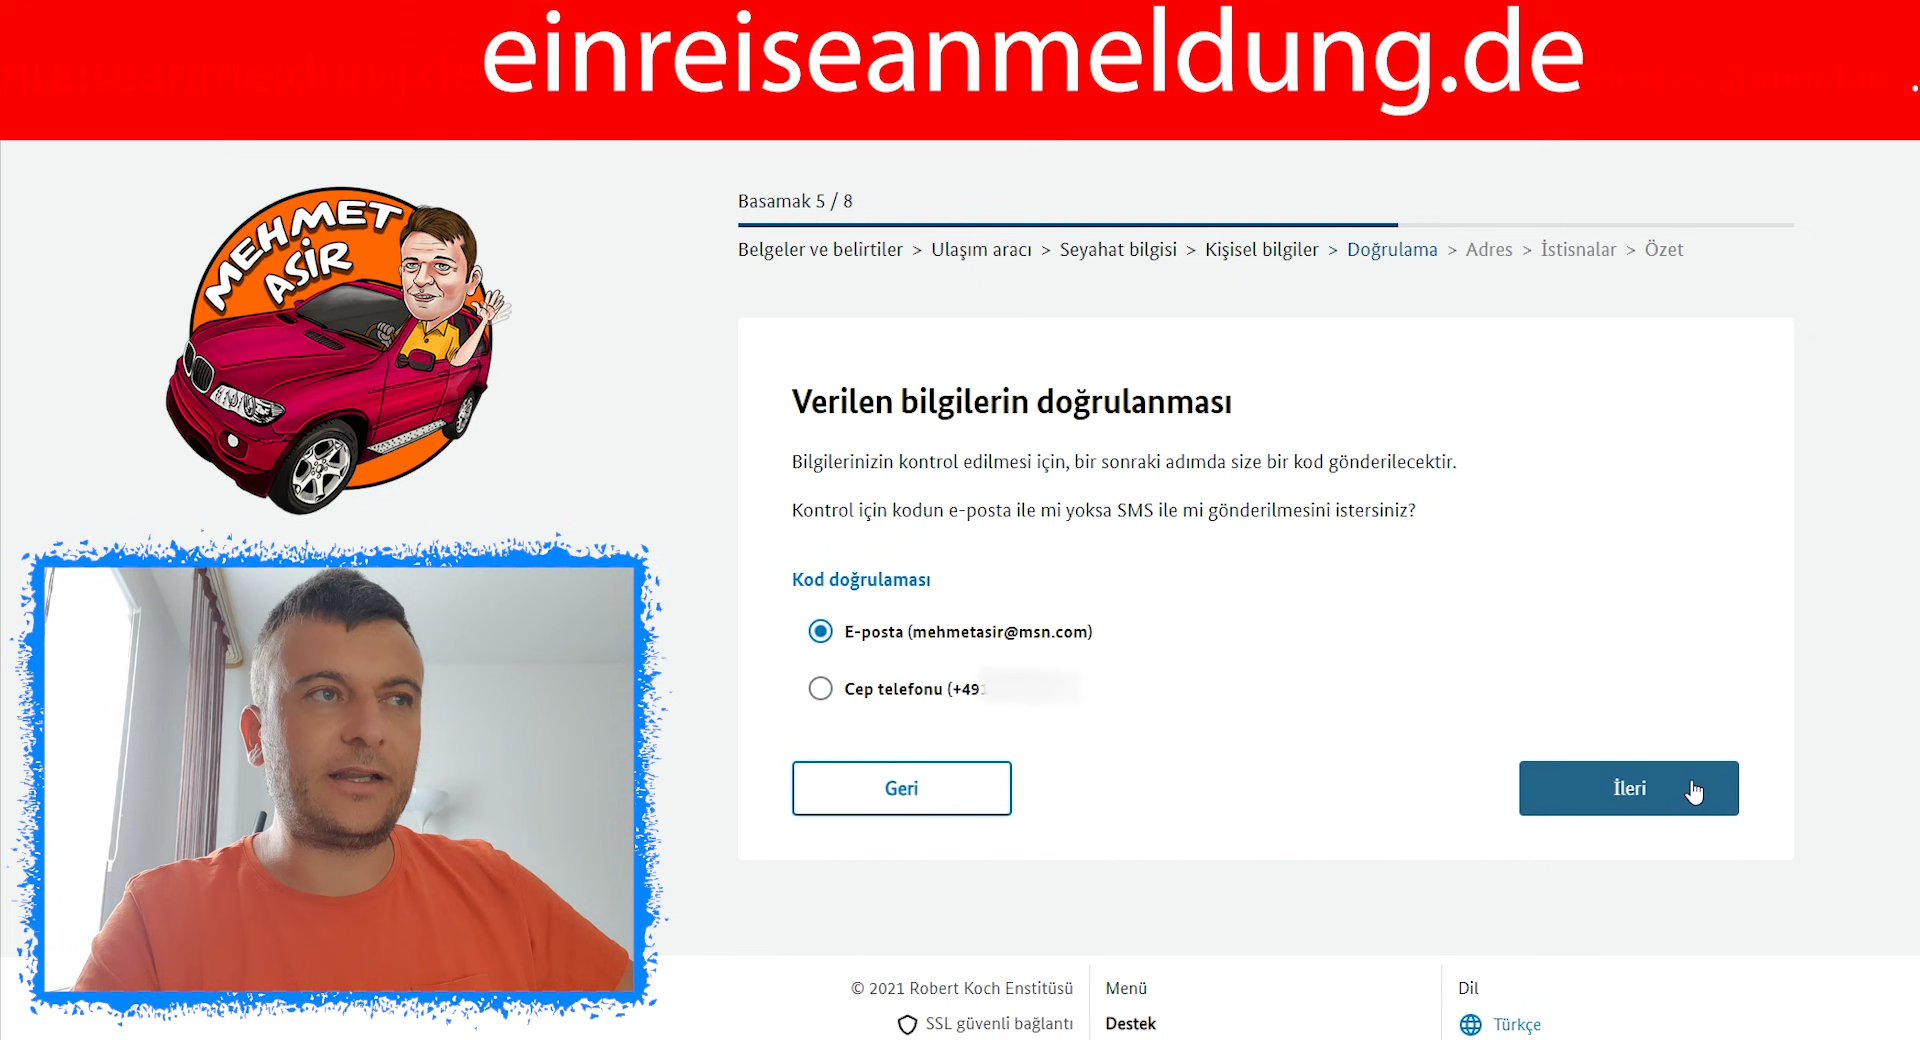 einreiseanmeldung.de
MEHMET
ASİR
Basamak 5 / 8
Belgeler ve belirtiler > Ulaşım aracı > Seyahat bilgisi > Kişisel bilgiler > Doğrulama > Adres > İstisnalar > Özet
Verilen bilgilerin doğrulanması
Bilgilerinizin kontrol edilmesi için, bir sonraki adımda size bir kod gönderilecektir.
Kontrol için kodun e-posta ile mi yoksa SMS ile mi gönderilmesini istersiniz?
Kod doğrulaması
E-posta (mehmetasir@msn.com)
Cep telefonu (+49
Geri
İleri
© 2021 Robert Koch Enstitüsü
SSL güvenli bağlantı
Menü
Destek
Dil
Türkçe